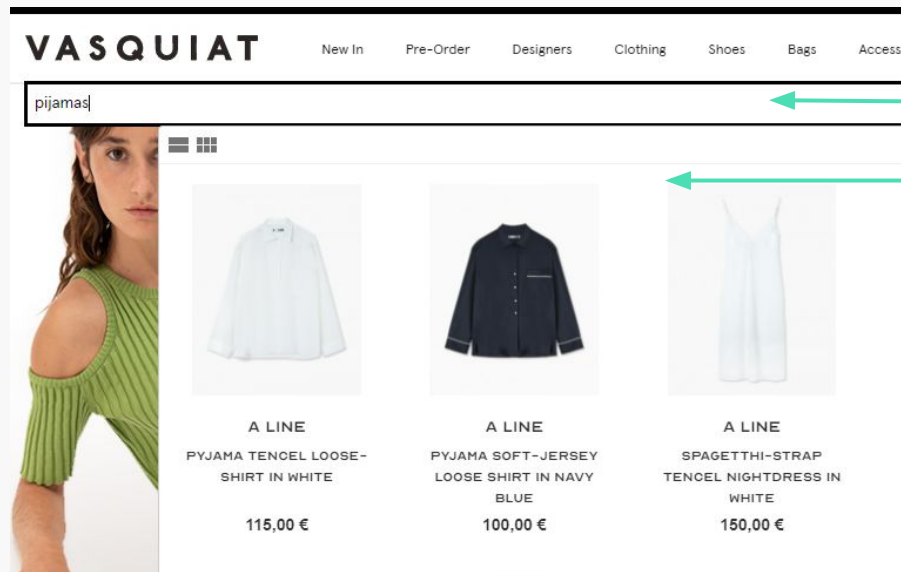 VASQUIAT
New In Pre-Order Designers Clothing Shoes Bags Access
pijamas
A LINE
PYJAMA TENCEL LOOSE-
SHIRT IN WHITE
115,00 €
A LINE
PYJAMA SOFT-JERSEY
LOOSE SHIRT IN NAVY
BLUE
100,00 €
A LINE
SPAGETTHI-STRAP
TENCEL NIGHTDRESS IN
WHITE
150,00 €